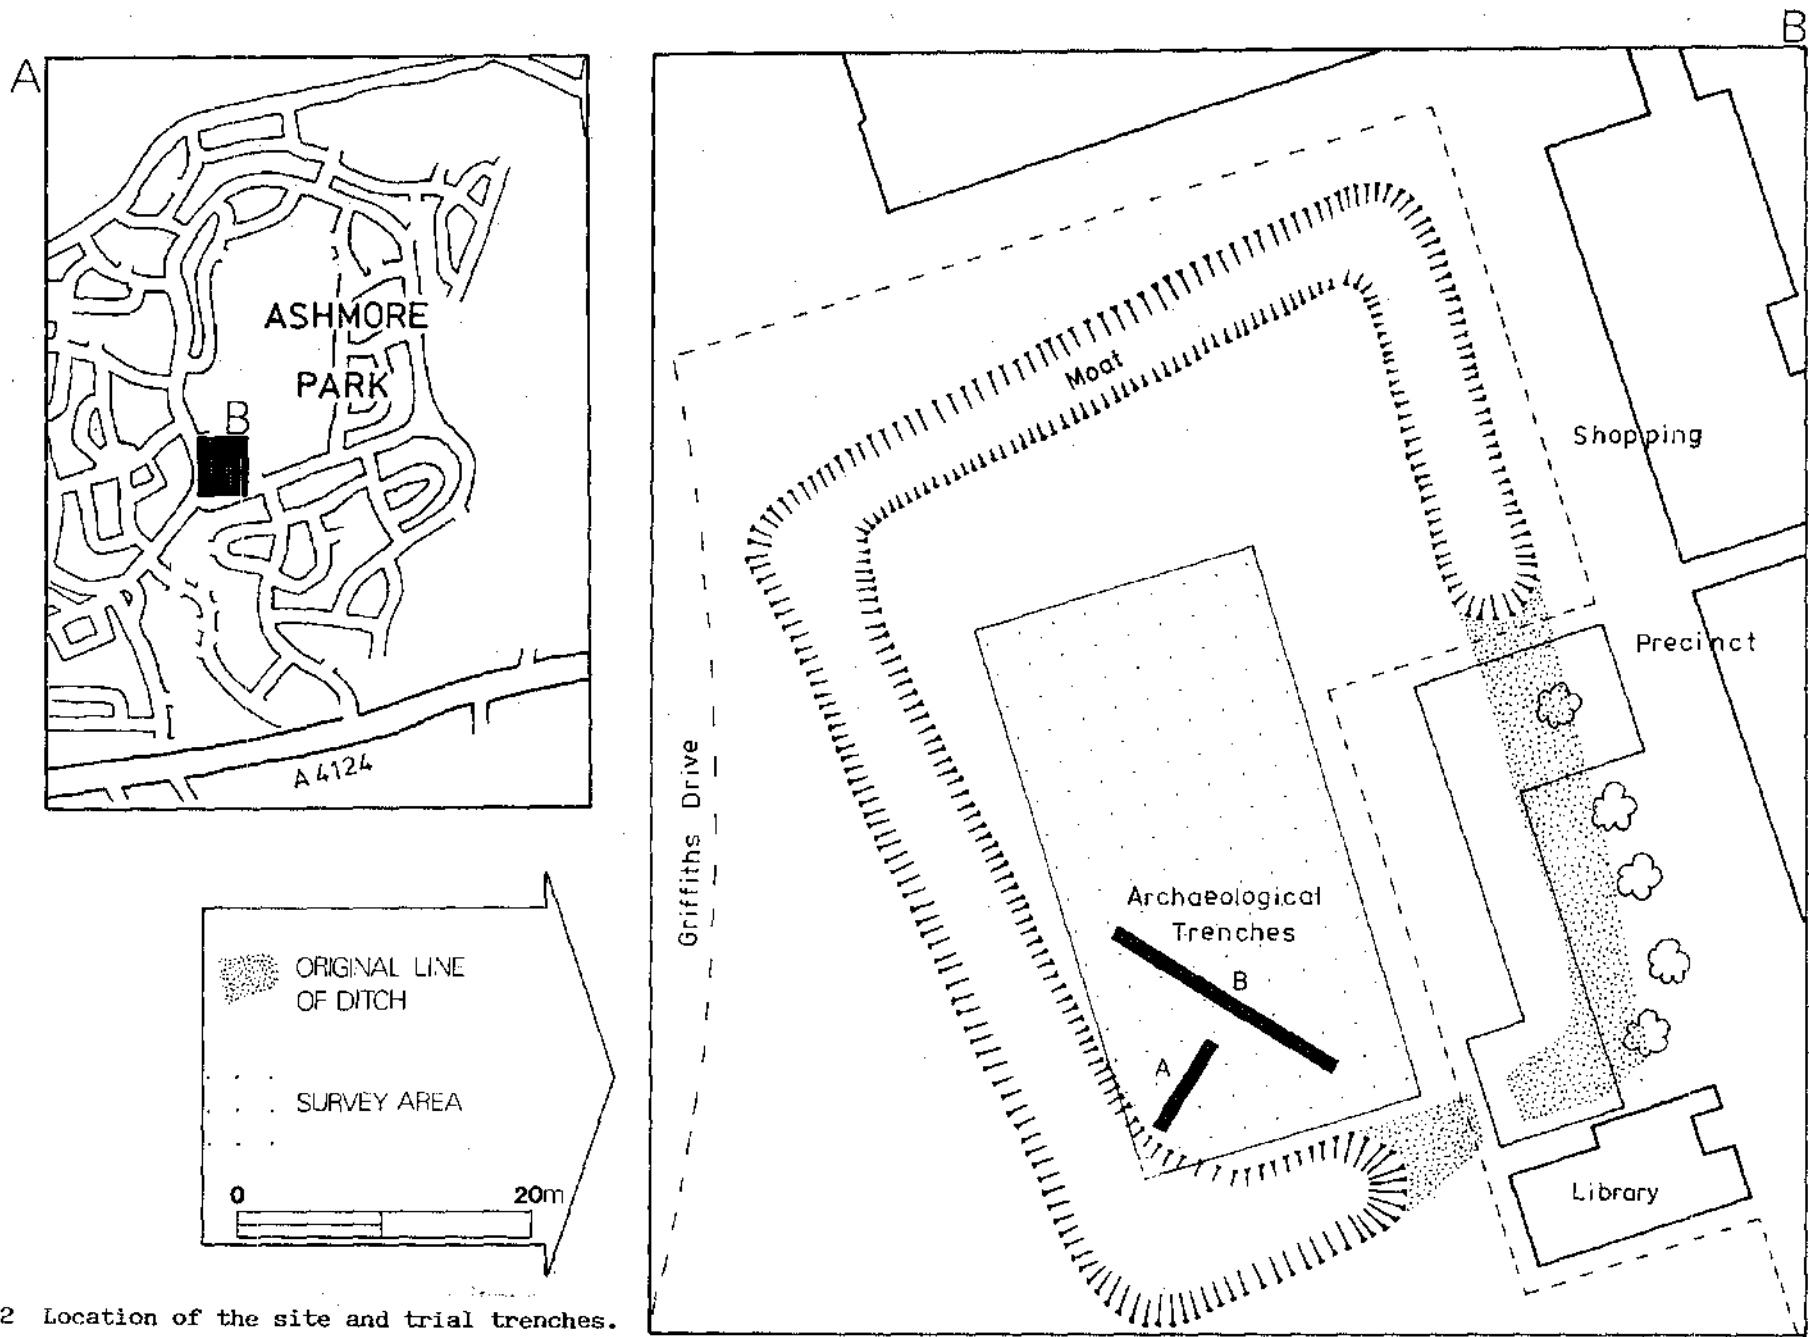 A
ASHMORE
PARK
B
A 4124
ORIGINAL LINE
OF DITCH
SURVEY AREA
0 20m
2 Location of the site and trial trenches.
B
Moat
Shopping
Precinct
Griffiths Drive
Archaeological
Trenches
B
A
Library